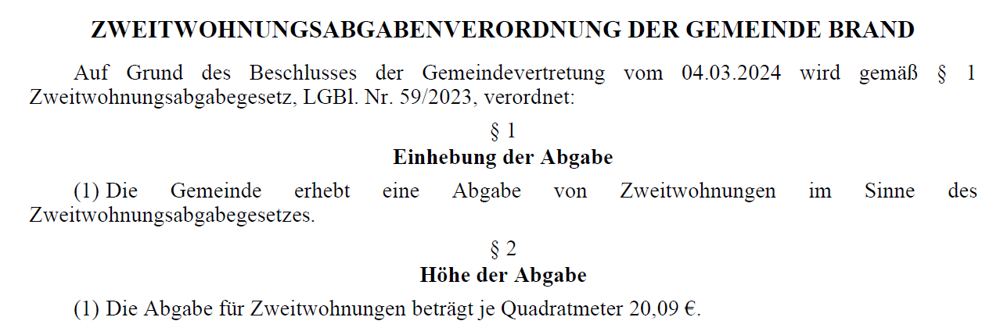 ZWEITWOHNUNGSABGABENVERORDNUNG DER GEMEINDE BRAND
Auf Grund des Beschlusses der Gemeindevertretung vom 04.03.2024 wird gemäß § 1
Zweitwohnungsabgabegesetz, LGBl. Nr. 59/2023, verordnet:
§ 1
Einhebung der Abgabe
(1) Die Gemeinde erhebt eine Abgabe von Zweitwohnungen im Sinne des
Zweitwohnungsabgabegesetzes.
§ 2
Höhe der Abgabe
(1) Die Abgabe für Zweitwohnungen beträgt je Quadratmeter 20,09 €.